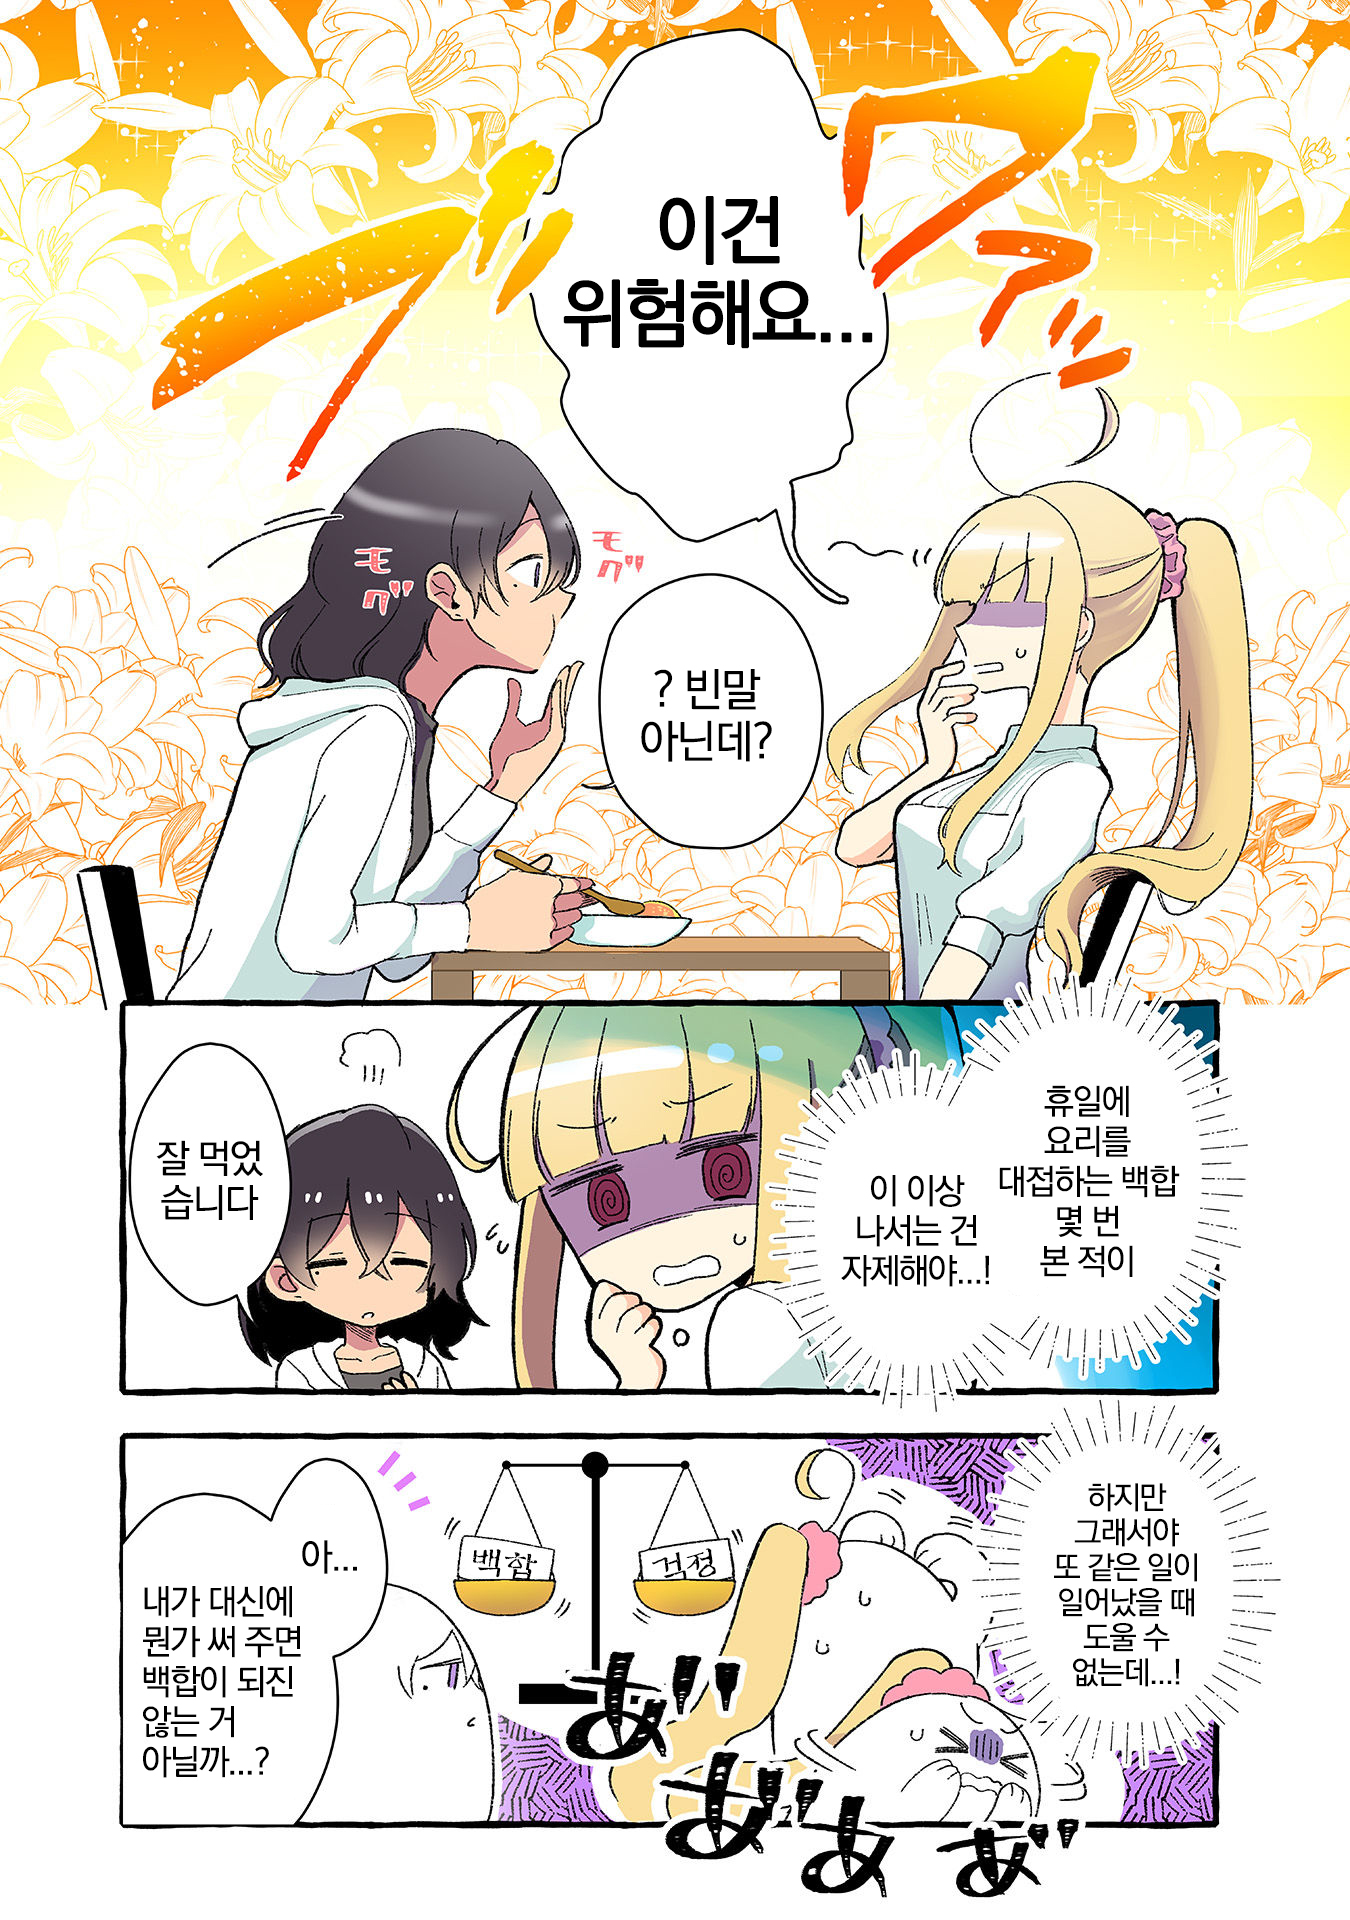 ブワァッ
이건
위험해요...
モグ"
モグ"
? 빈말
아닌데?
휴일에
요리를
대접하는 백합
몇 번
본 적이
이 이상
나서는 건
자제해야...!
잘 먹었
습니다
하지만
그래서야
또 같은 일이
일어났을 때
도울 수
없는데...!
걱정
백합
あ"あ"あ"あ"
아...
내가 대신에
뭔가 써 주면
백합이 되진
않는 거
아닐까...?